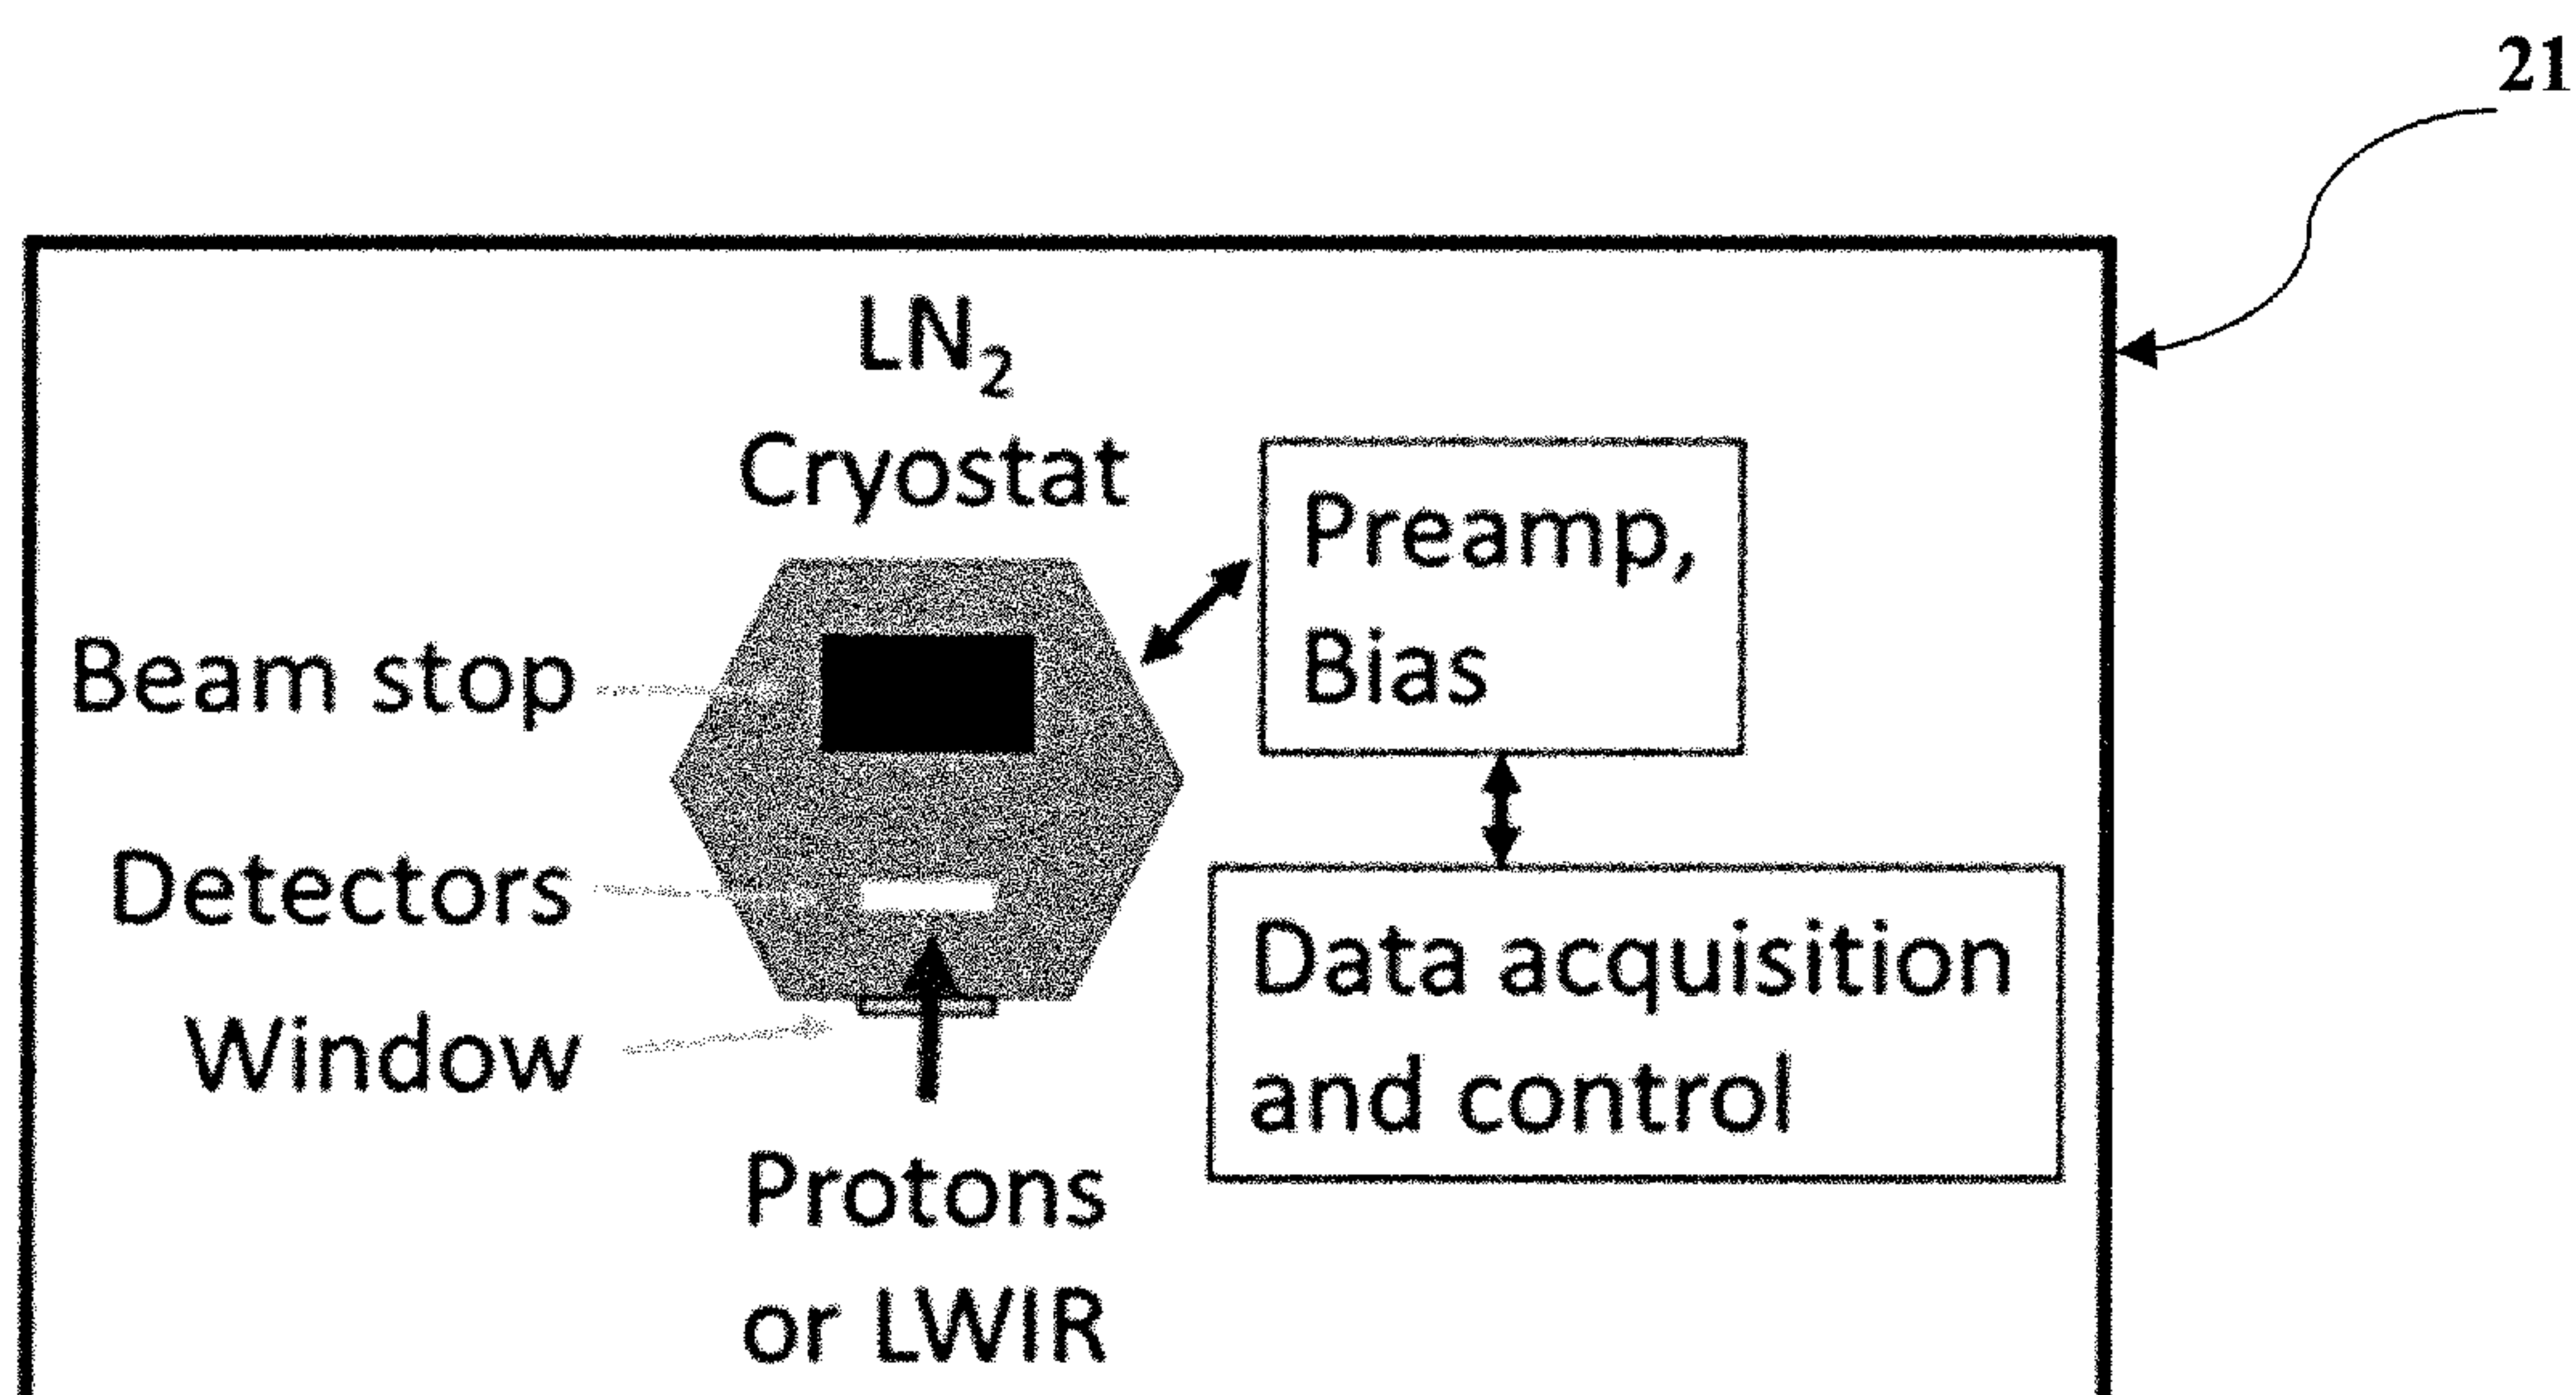 21
LN₂
Cryostat
Preamp,
Bias
Beam stop
Detectors
Window
Data acquisition
and control
Protons
or LWIR